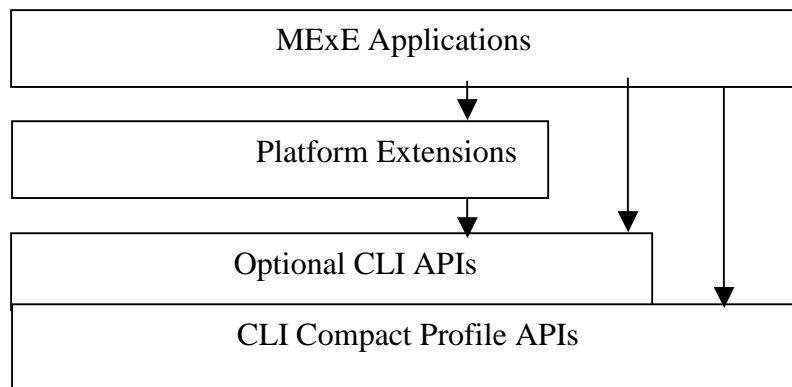 MExE Applications
Platform Extensions
Optional CLI APIs
CLI Compact Profile APIs